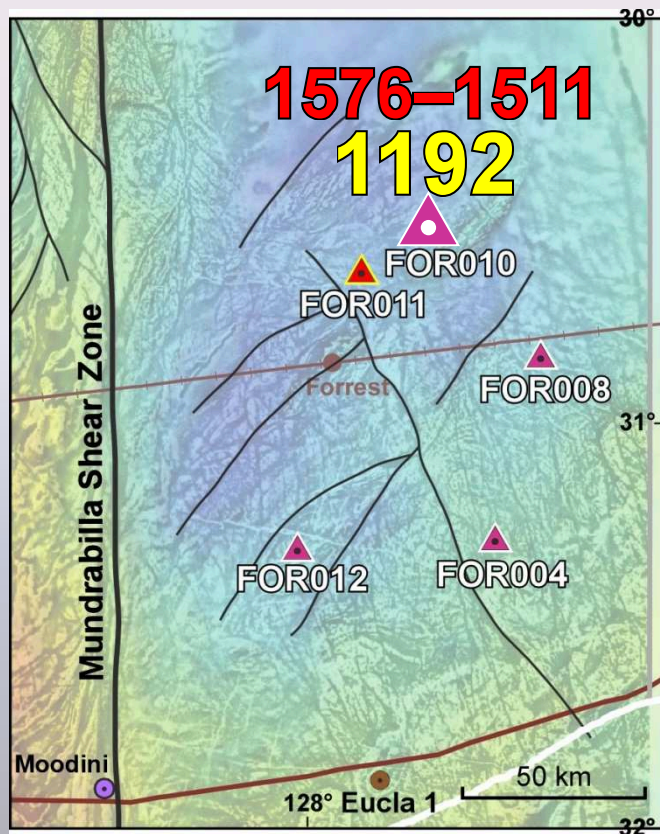 30°
1576–1511
1192
FOR010
FOR011
Forrest
FOR008
31°
Mundrabilla Shear Zone
FOR012
FOR004
Moodini
50 km
128° Eucla 1
32°